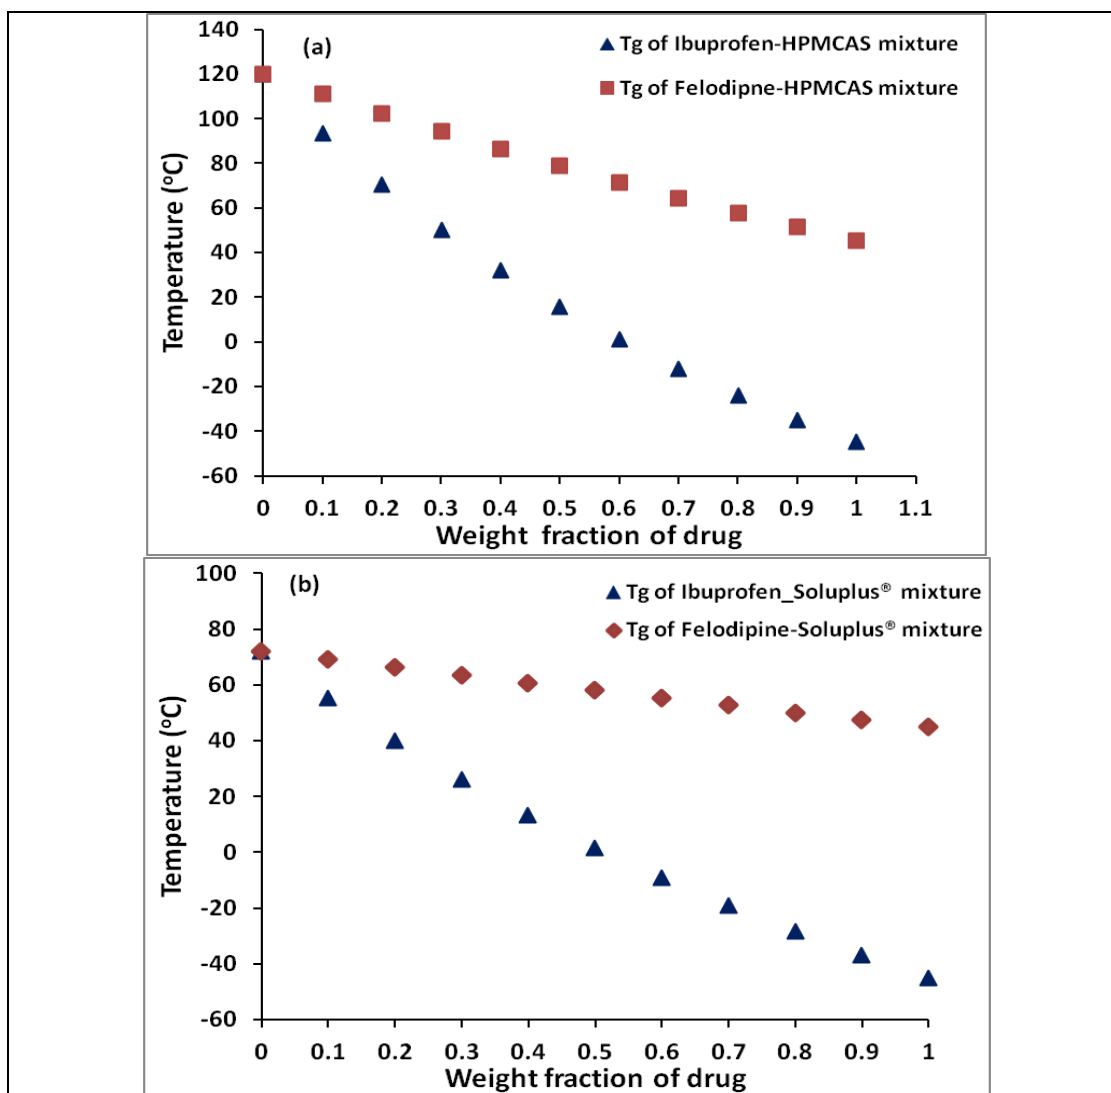 (a)
Tg of Ibuprofen-HPMCAS mixture
Tg of Felodipne-HPMCAS mixture
Temperature (°C)
140
120
100
80
60
40
20
0
-20
-40
-60
0 0.1 0.2 0.3 0.4 0.5 0.6 0.7 0.8 0.9 1 1.1
Weight fraction of drug
(b)
Tg of Ibuprofen_Soluplus® mixture
Tg of Felodipine-Soluplus® mixture
Temperature (°C)
100
80
60
40
20
0
-20
-40
-60
0 0.1 0.2 0.3 0.4 0.5 0.6 0.7 0.8 0.9 1
Weight fraction of drug